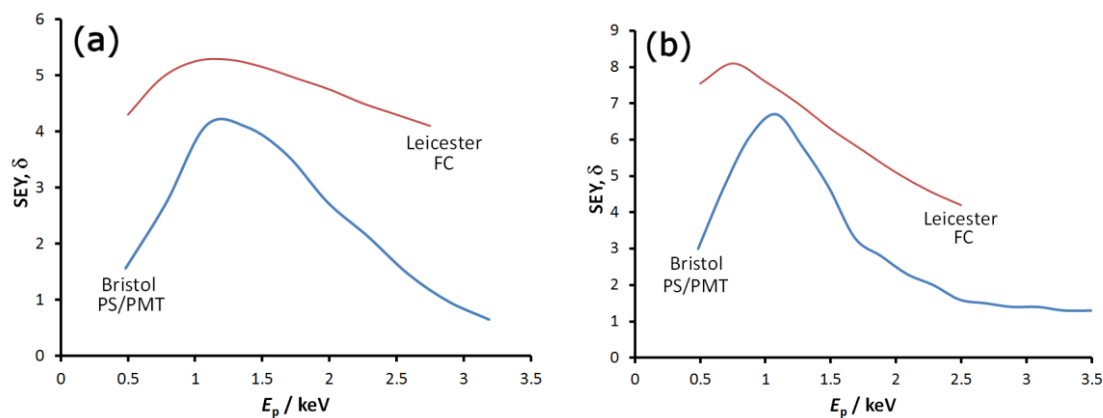 (a)
6
5
4
3
2
1
0
SEY, δ
Leicester
FC
Bristol
PS/PMT
0 0.5 1 1.5 2 2.5 3 3.5
Ep / keV
(b)
9
8
7
6
5
4
3
2
1
0
SEY, δ
Leicester
FC
Bristol
PS/PMT
0 0.5 1 1.5 2 2.5 3 3.5
Ep / keV